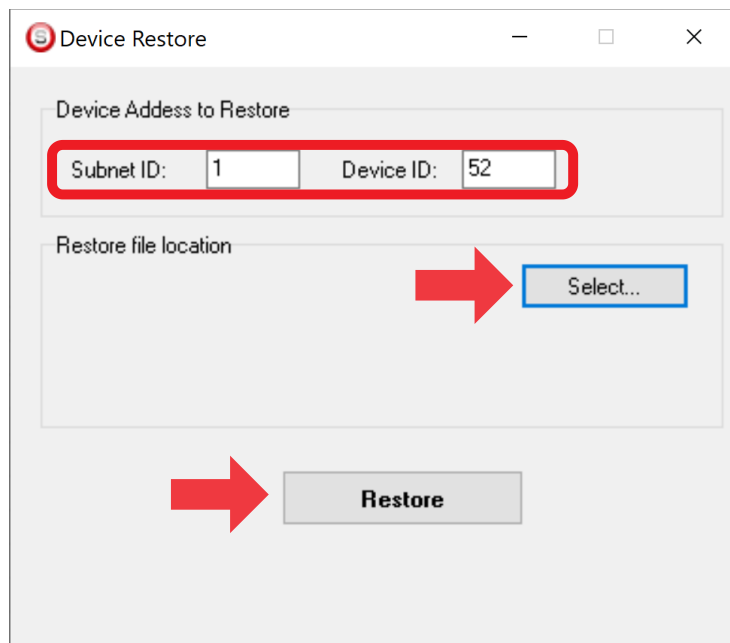 Device Restore
Device Addess to Restore
Subnet ID: 1 Device ID: 52
Restore file location
Select...
Restore